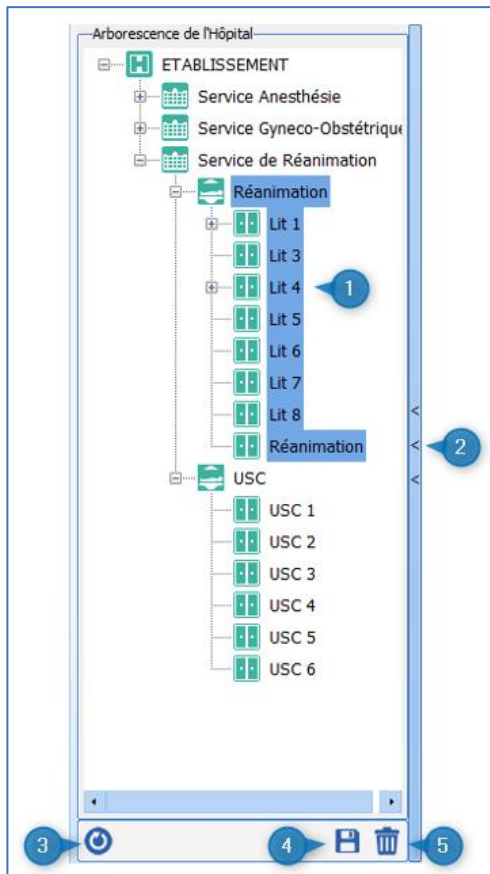 Arborescence de l'Hôpital
ETABLISSEMENT
Service Anesthésie
Service Gyneco-Obstétrique
Service de Réanimation
Réanimation
Lit 1
Lit 3
Lit 4
1
Lit 5
Lit 6
Lit 7
Lit 8
<
Réanimation
<
2
USC
<
USC 1
USC 2
USC 3
USC 4
USC 5
USC 6
3
4
5